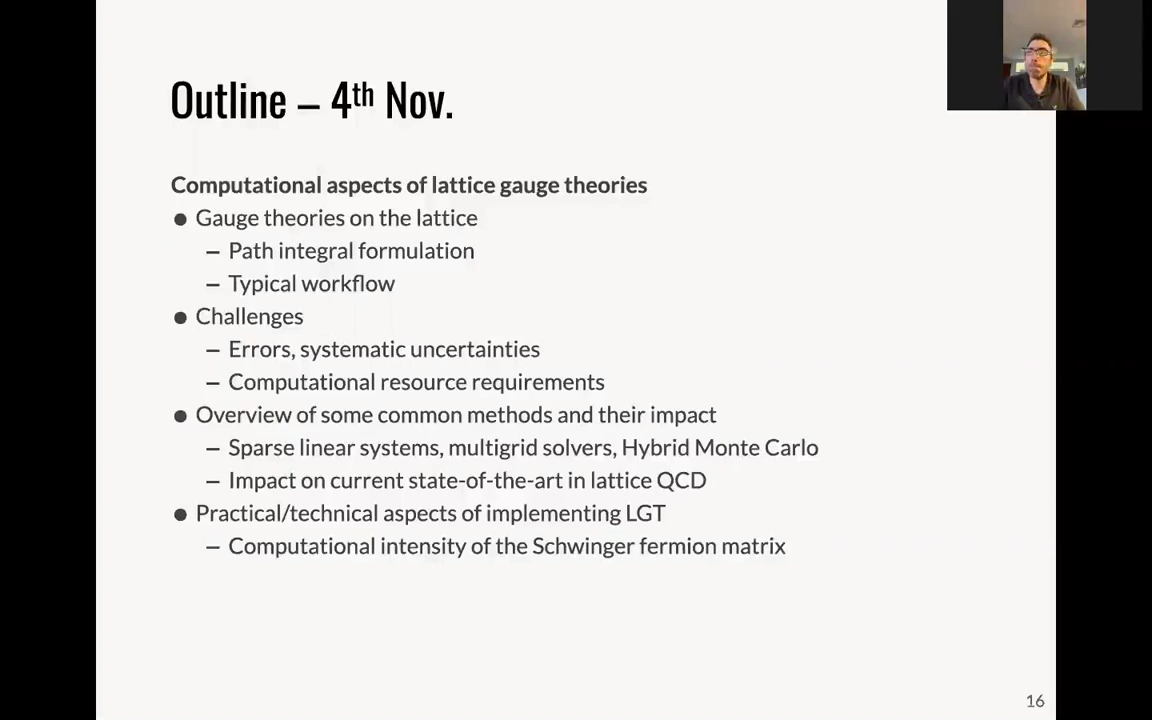 Outline – 4th Nov.
Computational aspects of lattice gauge theories
● Gauge theories on the lattice
– Path integral formulation
– Typical workflow
● Challenges
– Errors, systematic uncertainties
– Computational resource requirements
● Overview of some common methods and their impact
– Sparse linear systems, multigrid solvers, Hybrid Monte Carlo
– Impact on current state-of-the-art in lattice QCD
● Practical/technical aspects of implementing LGT
– Computational intensity of the Schwinger fermion matrix
16